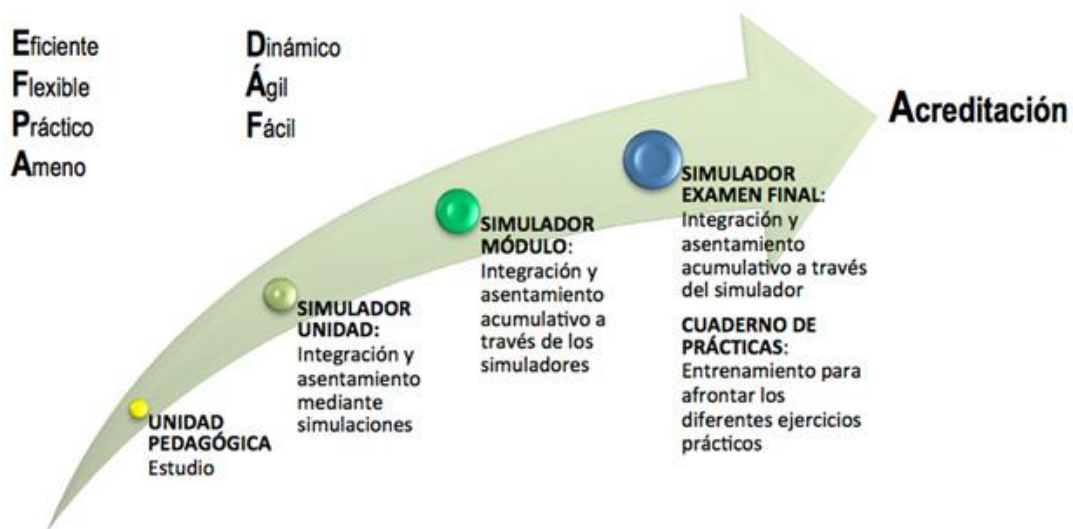 Eficiente
Flexible
Práctico
Ameno
Dinámico
Ágil
Fácil
Acreditación
UNIDAD
PEDAGÓGICA
Estudio
SIMULADOR
UNIDAD:
Integración y
asentamiento
mediante
simulaciones
SIMULADOR
MÓDULO:
Integración y
asentamiento
acumulativo a
través de los
simuladores
SIMULADOR
EXAMEN FINAL:
Integración y
asentamiento
acumulativo a través
del simulador
CUADERNO DE
PRÁCTICAS:
Entrenamiento para
afrontar los
diferentes ejercicios
prácticos